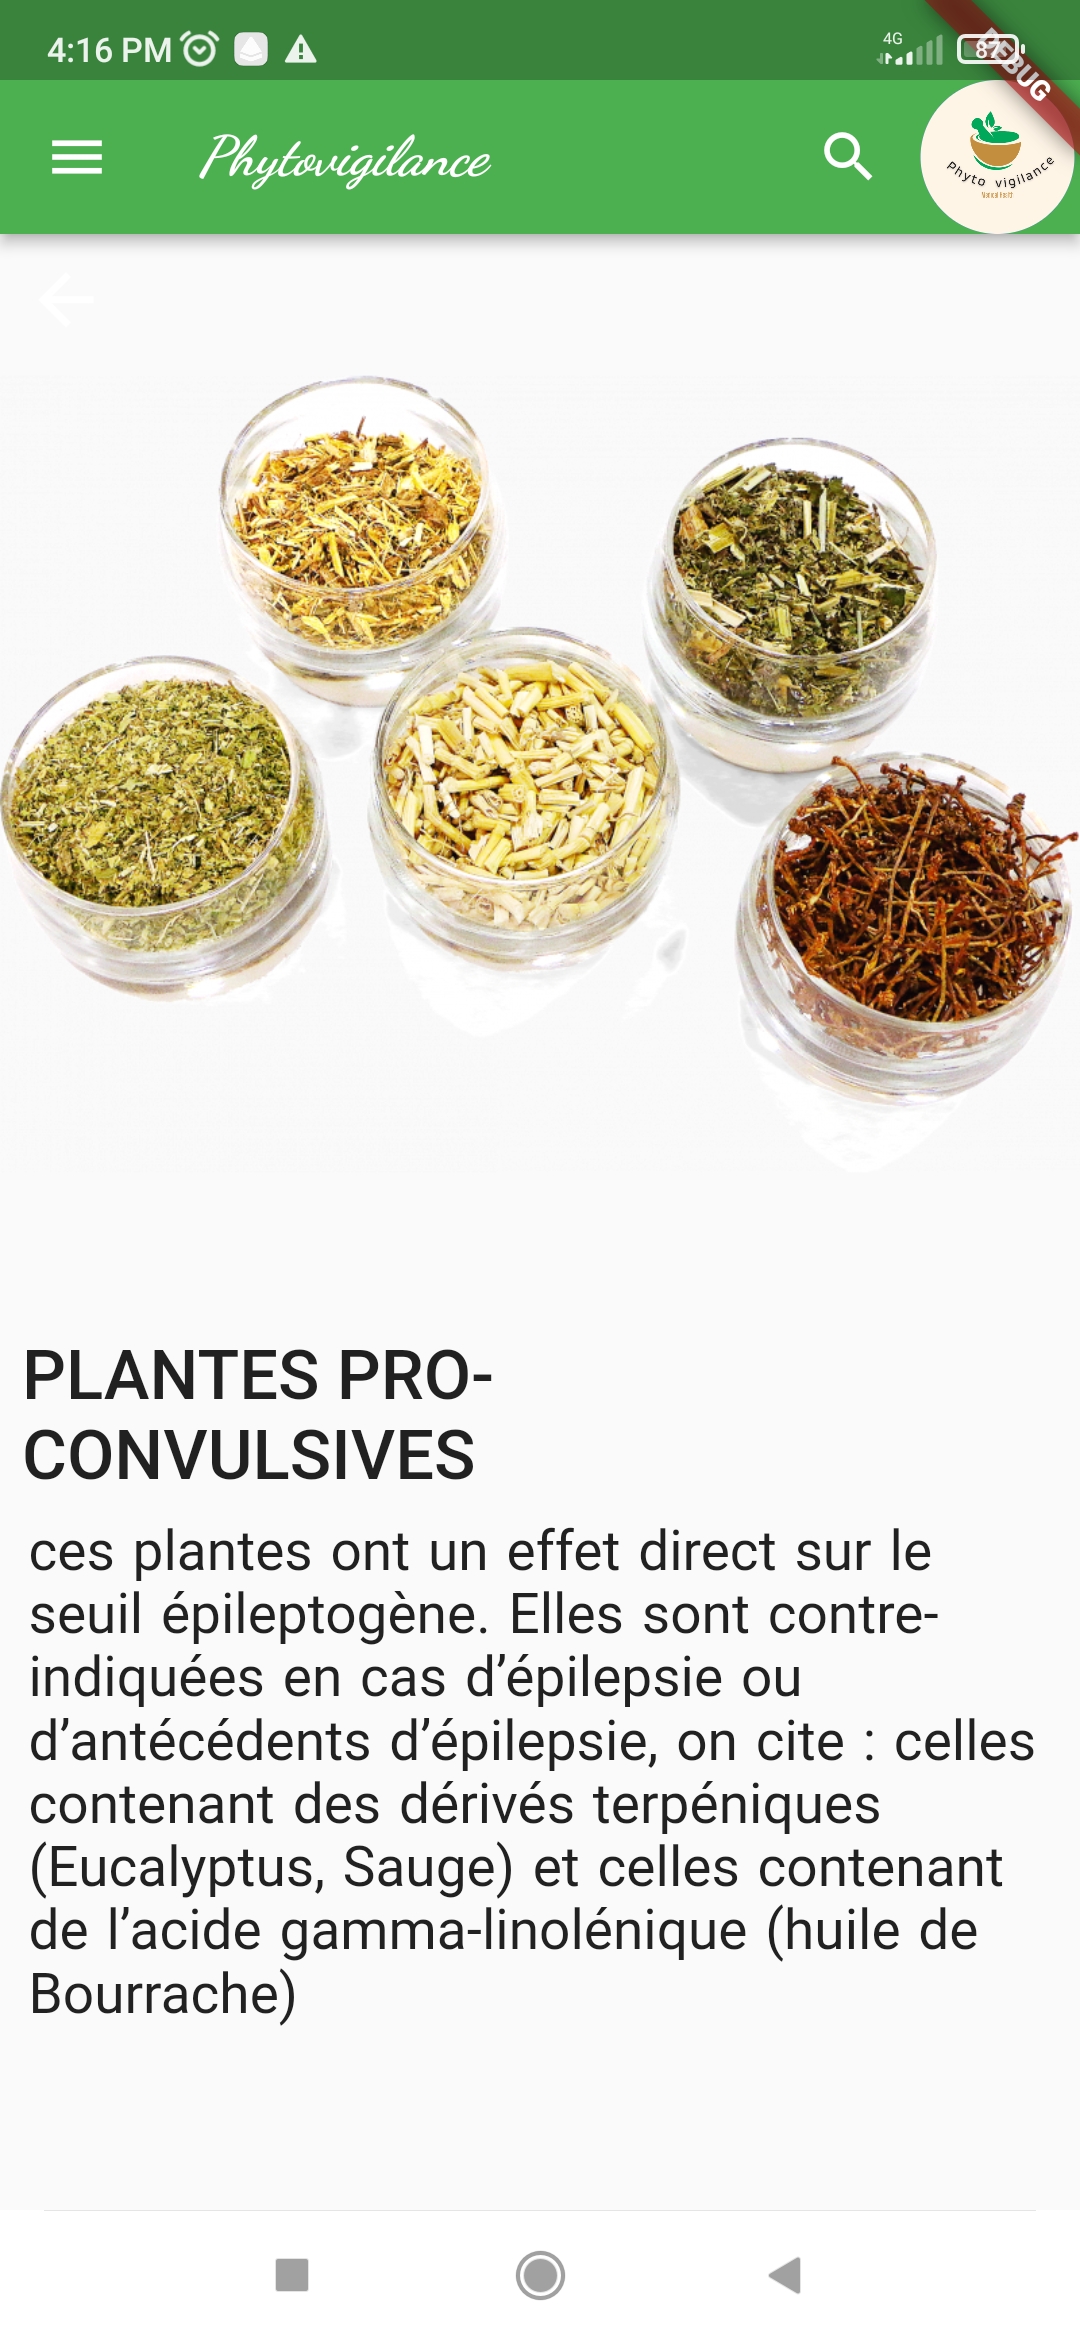 4:16 PM
4G
87
DEBUG
Phytovigilance
Phyto vigilance
PLANTES PRO-
CONVULSIVES
ces plantes ont un effet direct sur le
seuil épileptogène. Elles sont contre-
indiquées en cas d’épilepsie ou
d’antécédents d’épilepsie, on cite : celles
contenant des dérivés terpéniques
(Eucalyptus, Sauge) et celles contenant
de l’acide gamma-linolénique (huile de
Bourrache)